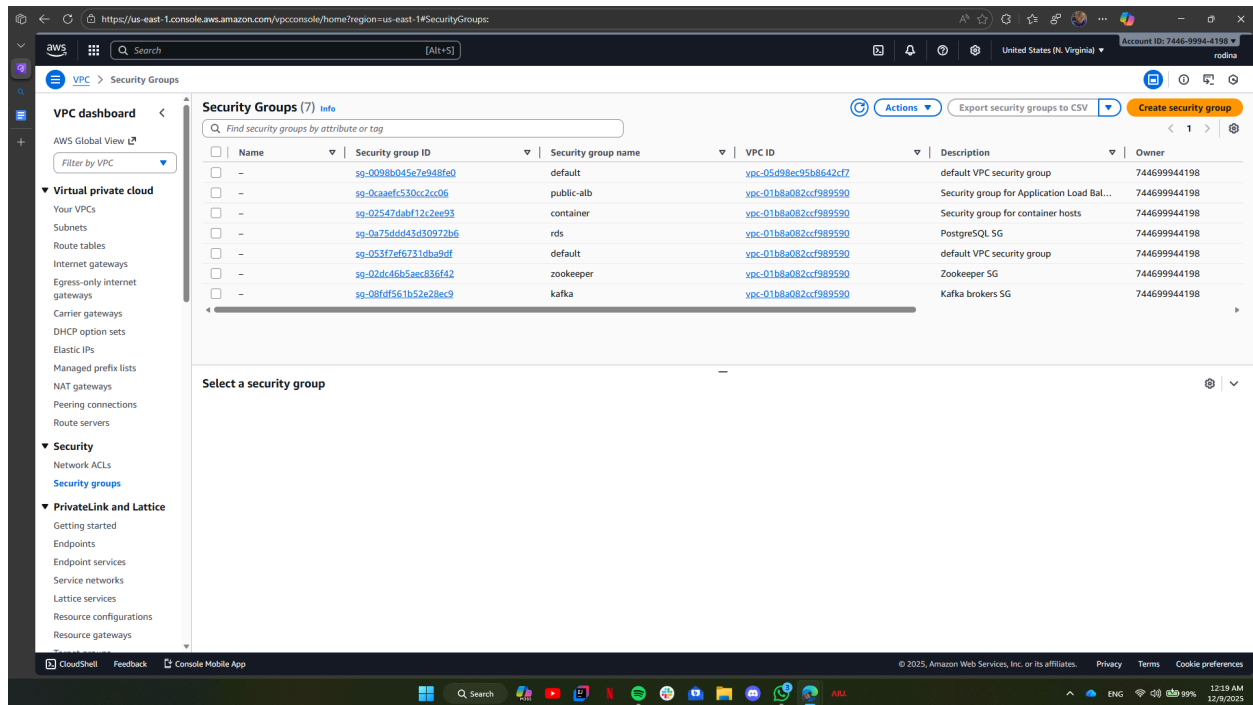 https://us-east-1.console.aws.amazon.com/vpcconsole/home?region=us-east-1#SecurityGroups:
aws
Search
[Alt+S]
United States (N. Virginia)
Account ID: 7446-9994-4198
rodina
VPC > Security Groups
VPC dashboard
AWS Global View
Filter by VPC
Virtual private cloud
Your VPCs
Subnets
Route tables
Internet gateways
Egress-only internet
gateways
Carrier gateways
DHCP option sets
Elastic IPs
Managed prefix lists
NAT gateways
Peering connections
Route servers
Security
Network ACLs
Security groups
PrivateLink and Lattice
Getting started
Endpoints
Endpoint services
Service networks
Lattice services
Resource configurations
Resource gateways
Security Groups (7) Info
Actions
Export security groups to CSV
Create security group
Find security groups by attribute or tag
1
Name Security group ID Security group name VPC ID Description Owner
– sg-0098b045e7e948fe0 default vpc-05d98ec95b8642cf7 default VPC security group 744699944198
– sg-0caaefc530cc2cc06 public-alb vpc-01b8a082ccf989590 Security group for Application Load Bal... 744699944198
– sg-02547dabf12c2ee93 container vpc-01b8a082ccf989590 Security group for container hosts 744699944198
– sg-0a75ddd43d30972b6 rds vpc-01b8a082ccf989590 PostgreSQL SG 744699944198
– sg-053f7ef6731dba9df default vpc-01b8a082ccf989590 default VPC security group 744699944198
– sg-02dc46b5aec836f42 zookeeper vpc-01b8a082ccf989590 Zookeeper SG 744699944198
– sg-08fdf561b52e28ec9 kafka vpc-01b8a082ccf989590 Kafka brokers SG 744699944198
Select a security group
CloudShell Feedback Console Mobile App
© 2025, Amazon Web Services, Inc. or its affiliates. Privacy Terms Cookie preferences
Search
ENG
99%
12:19 AM
12/9/2025